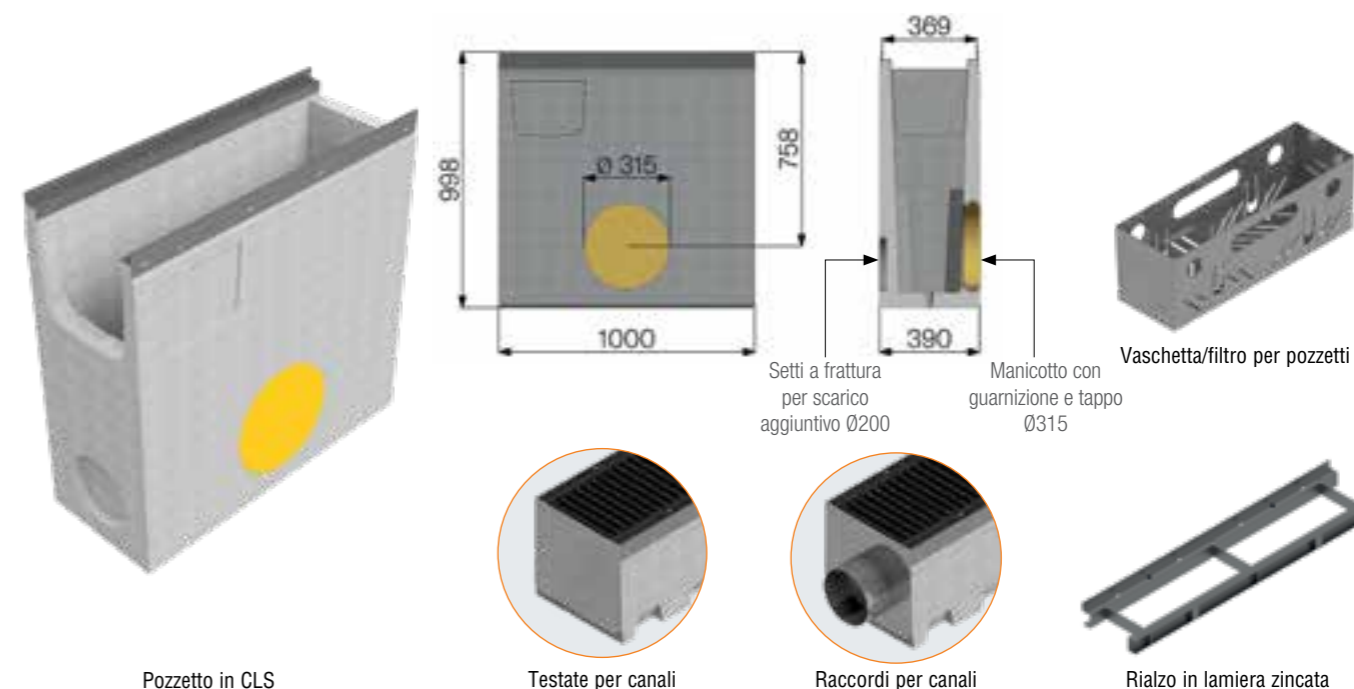 369
998
758
Ø 315
1000
390
Setti a frattura
per scarico
aggiuntivo Ø200
Manicotto con
guarnizione e tappo
Ø315
Vaschetta/filtro per pozzetti
Pozzetto in CLS
Testate per canali
Raccordi per canali
Rialzo in lamiera zincata